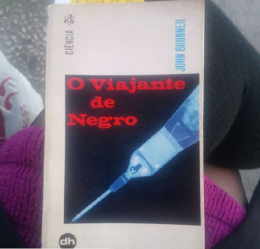 CIÊNCIA
JOHN BRUNNER
O Viajante
de
Negro
dh